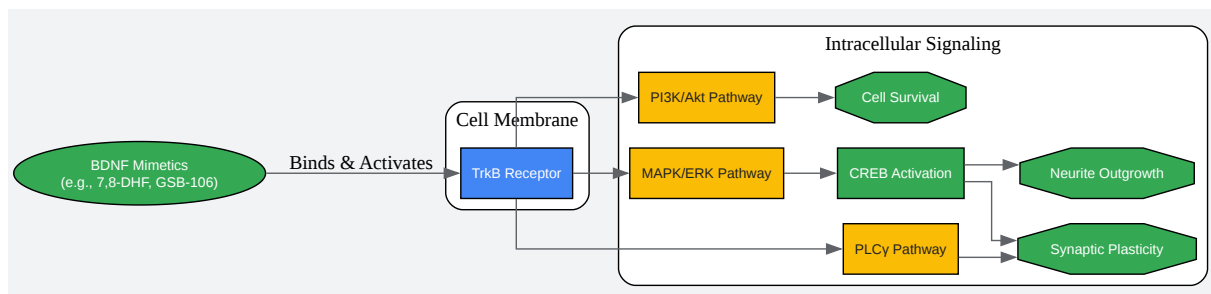 Intracellular Signaling
PI3K/Akt Pathway
Cell Survival
Cell Membrane
BDNF Mimetics
(e.g., 7,8-DHF, GSB-106)
Binds & Activates
TrkB Receptor
MAPK/ERK Pathway
CREB Activation
Neurite Outgrowth
PLCγ Pathway
Synaptic Plasticity